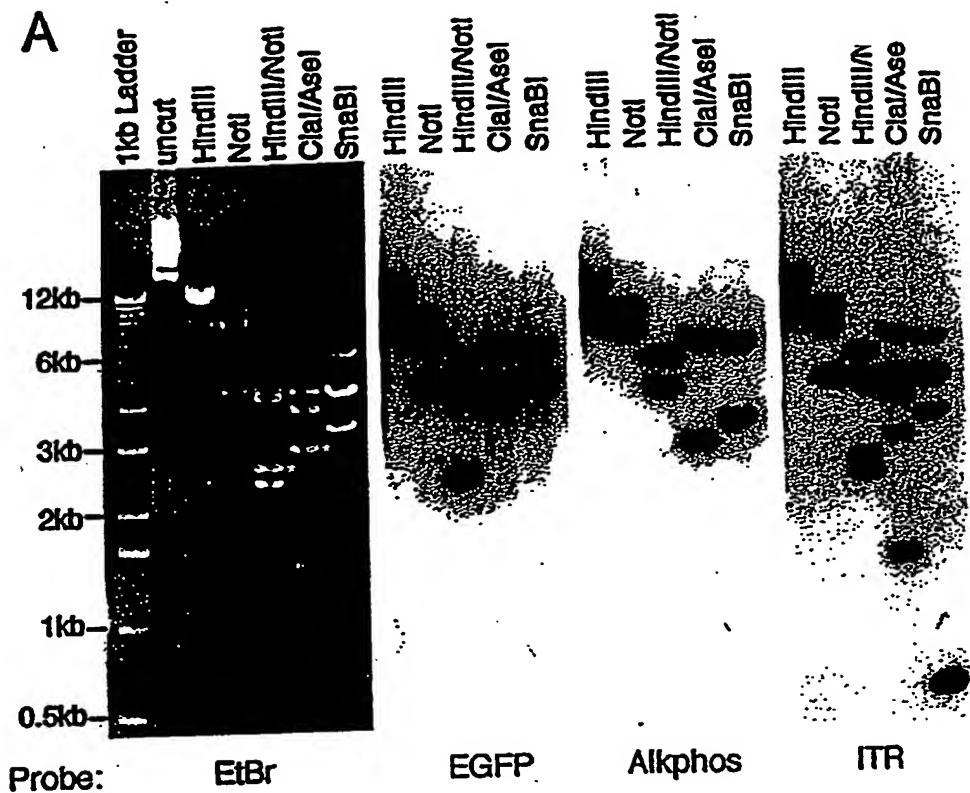 A
1kb Ladder
uncut
HindIII
NotI
HindIII/NotI
ClaI/AseI
SnaBI
HindIII
NotI
HindIII/NotI
ClaI/AseI
SnaBI
HindIII
NotI
HindIII/NotI
ClaI/AseI
SnaBI
HindIII
NotI
HindIII/N
ClaI/Ase
SnaBI
12kb
6kb
3kb
2kb
1kb
0.5kb
Probe: EtBr EGFP Alkphos ITR